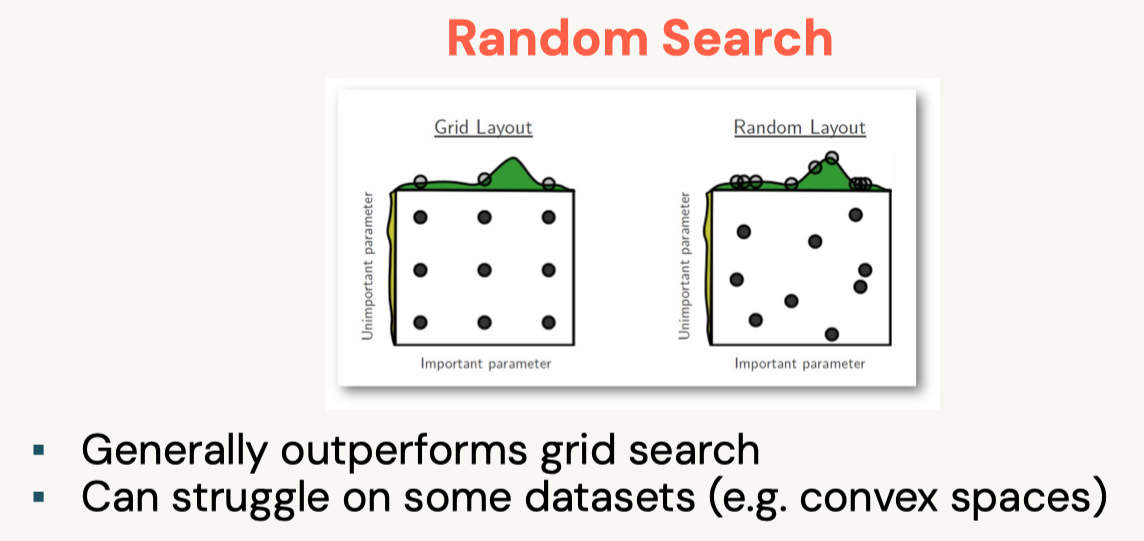 Random Search
Grid Layout
Unimportant parameter
Important parameter
Random Layout
Unimportant parameter
Important parameter
▪ Generally outperforms grid search
▪ Can struggle on some datasets (e.g. convex spaces)